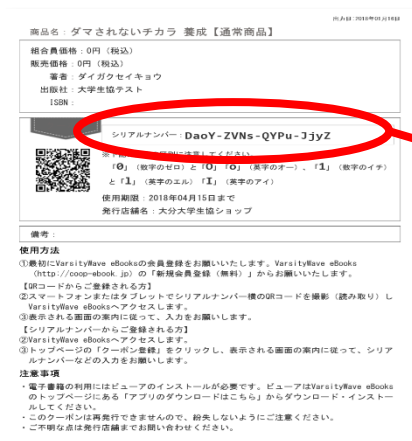 出力日：2018年01月16日
商品名：ダマされないチカラ 養成【通常商品】
組合員価格：0円（税込）
販売価格：0円（税込）
著者：ダイガクセイキョウ
出版社：大学生協テスト
ISBN：
シリアルナンバー：DaoY-ZVNs-QYPu-JjyZ
してください。
「0」（数字のゼロ）と「O」「o」（英字のオー）、「1」（数字のイチ）
と「l」（英字のエル）「I」（英字のアイ）
使用期限：2018年04月15日まで
発行店舗名：大分大学生協ショップ
備考：
使用方法
①最初にVarsityWave eBooksの会員登録をお願いいたします。VarsityWave eBooks
（http://coop-ebook.jp）の「新規会員登録（無料）」からお願いいたします。
【QRコードからご登録される方】
②スマートフォンまたはタブレットでシリアルナンバー横のQRコードを撮影（読み取り）し
VarsityWave eBooksへアクセスします。
③表示される画面の案内に従って、入力をお願いします。
【シリアルナンバーからご登録される方】
②VarsityWave eBooksへアクセスします。
③トップページの「クーポン登録」をクリックし、表示される画面の案内に従って、シリア
ルナンバーなどの入力をお願いします。
注意事項
・電子書籍の利用にはビューアのインストールが必要です。ビューアはVarsityWave eBooks
のトップページにある「アプリのダウンロードはこちら」からダウンロード・インストー
ルしてください。
・このクーポンは再発行できませんので、紛失しないようにご注意ください。
・ご不明な点は発行店舗までお問い合わせください。